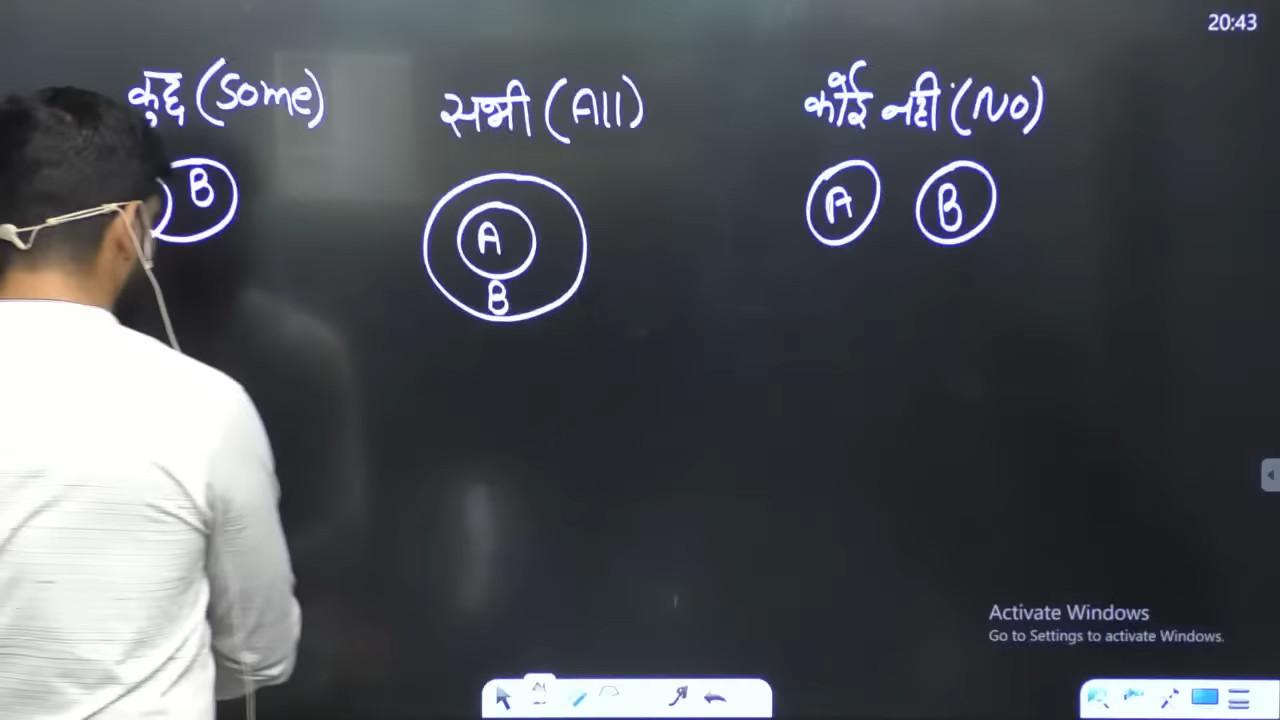 20:43
कुछ (Some)
सभी (All)
कोई नहीं (No)
B
A
B
A
B
Activate Windows
Go to Settings to activate Windows.